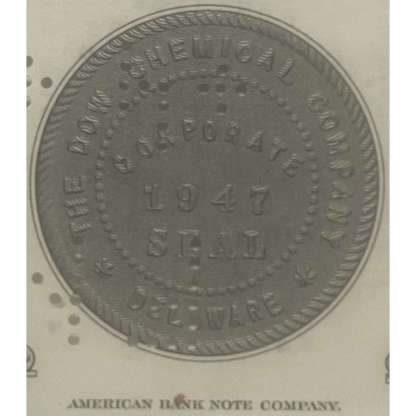 THE DOW CHEMICAL COMPANY
CORPORATE
1947
SEAL
DELAWARE
AMERICAN BANK NOTE COMPANY.